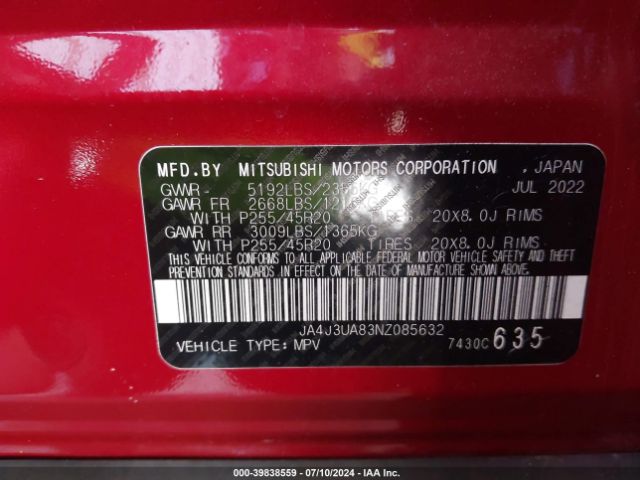 MFD.BY MITSUBISHI MOTORS CORPORATION , JAPAN
GVWR- 5192LBS/ JUL 2022
GAWR FR 2668LBS/
WITH P255/45R20 TIRES 20X8.0J RIMS
GAWR RR 3009LBS/1365KG
WITH P255/45R20 TIRES 20X8.0J RIMS
THIS VEHICLE CONFORMS TO ALL APPLICABLE FEDERAL MOTOR VEHICLE SAFETY AND THEFT
PREVENTION STANDARDS IN EFFECT ON THE DATE OF MANUFACTURE SHOWN ABOVE.
JA4J3UA83NZ085632
VEHICLE TYPE: MPV 7430C 635
© - 39838559 - 07/10/2024 - IAA Holdings, LLC